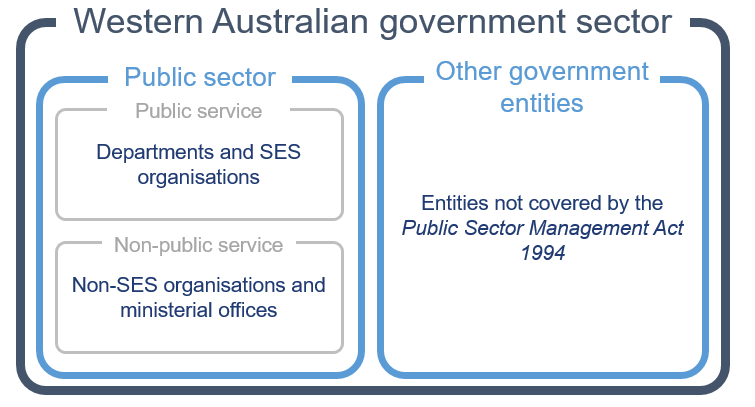 Western Australian government sector
Public sector
Public service
Departments and SES
organisations
Non-public service
Non-SES organisations and
ministerial offices
Other government
entities
Entities not covered by the
Public Sector Management Act
1994